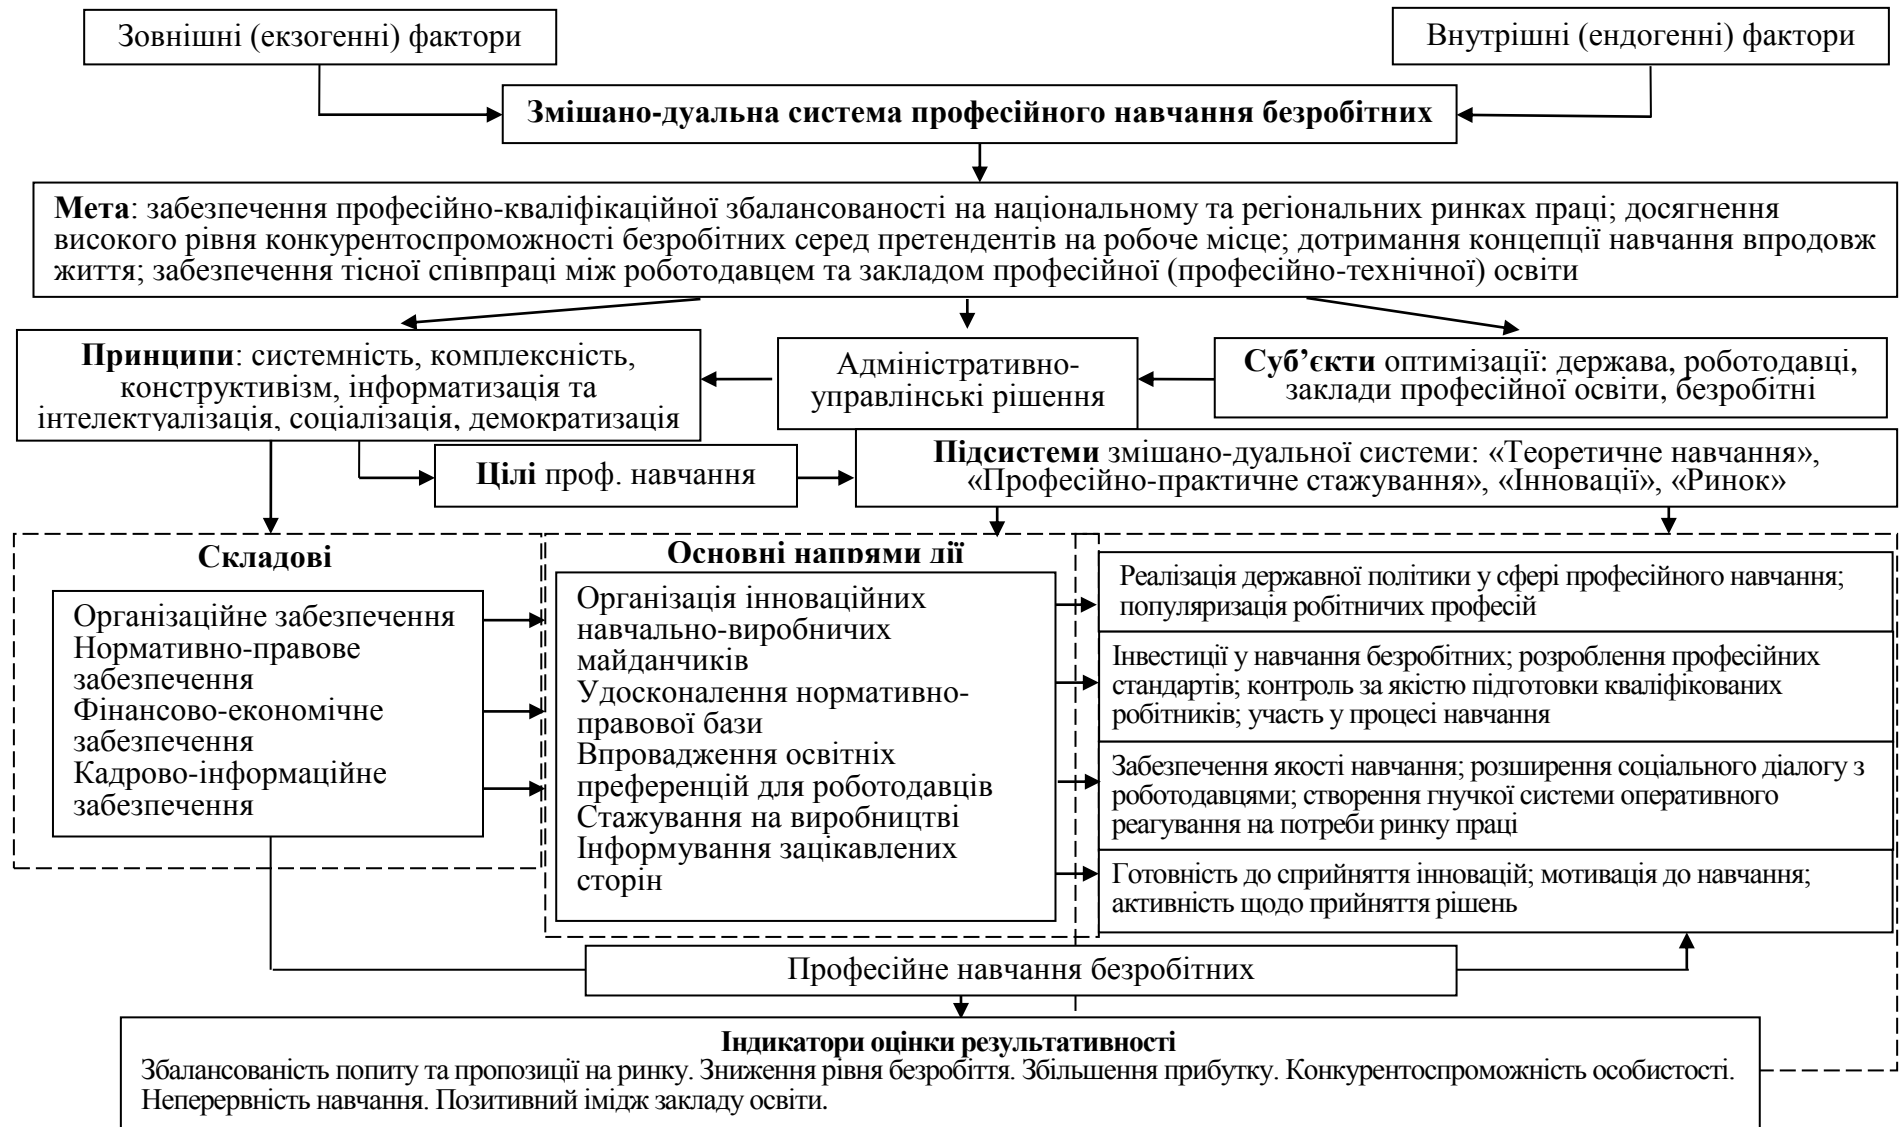 Зовнішні (екзогенні) фактори
Внутрішні (ендогенні) фактори
Змішано-дуальна система професійного навчання безробітних
Мета: забезпечення професійно-кваліфікаційної збалансованості на національному та регіональних ринках праці; досягнення
високого рівня конкурентоспроможності безробітних серед претендентів на робоче місце; дотримання концепції навчання впродовж
життя; забезпечення тісної співпраці між роботодавцем та закладом професійної (професійно-технічної) освіти
Принципи: системність, комплексність,
конструктивізм, інформатизація та
інтелектуалізація, соціалізація, демократизація
Адміністративно-
управлінські рішення
Суб’єкти оптимізації: держава, роботодавці,
заклади професійної освіти, безробітні
Цілі проф. навчання
Підсистеми змішано-дуальної системи: «Теоретичне навчання»,
«Професійно-практичне стажування», «Інновації», «Ринок»
Складові
Організаційне забезпечення
Нормативно-правове
забезпечення
Фінансово-економічне
забезпечення
Кадрово-інформаційне
забезпечення
Основні напрями дії
Організація інноваційних
навчально-виробничих
майданчиків
Удосконалення нормативно-
правової бази
Впровадження освітніх
преференцій для роботодавців
Стажування на виробництві
Інформування зацікавлених
сторін
Реалізація державної політики у сфері професійного навчання;
популяризація робітничих професій
Інвестиції у навчання безробітних; розроблення професійних
стандартів; контроль за якістю підготовки кваліфікованих
робітників; участь у процесі навчання
Забезпечення якості навчання; розширення соціального діалогу з
роботодавцями; створення гнучкої системи оперативного
реагування на потреби ринку праці
Готовність до сприйняття інновацій; мотивація до навчання;
активність щодо прийняття рішень
Професійне навчання безробітних
Індикатори оцінки результативності
Збалансованість попиту та пропозиції на ринку. Зниження рівня безробіття. Збільшення прибутку. Конкурентоспроможність особистості.
Неперервність навчання. Позитивний імідж закладу освіти.